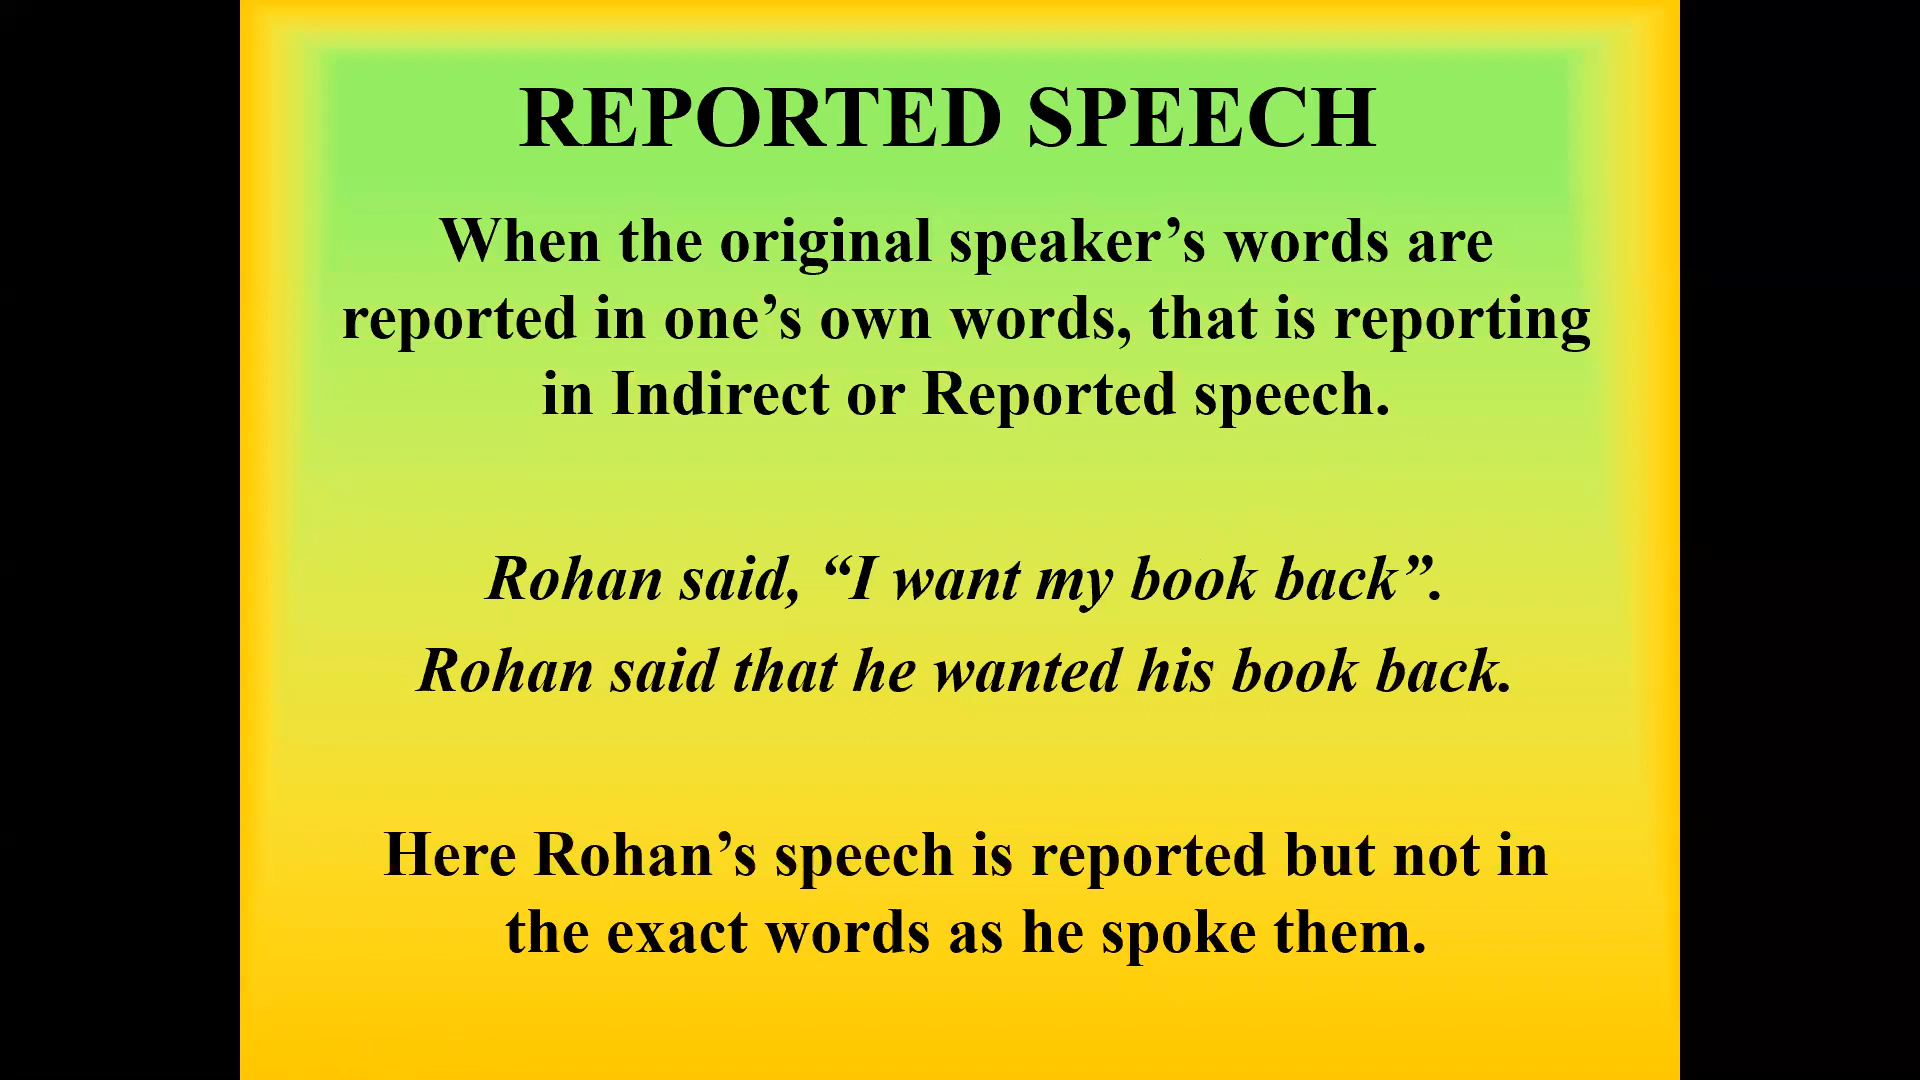 REPORTED SPEECH
When the original speaker’s words are
reported in one’s own words, that is reporting
in Indirect or Reported speech.
Rohan said, “I want my book back”.
Rohan said that he wanted his book back.
Here Rohan’s speech is reported but not in
the exact words as he spoke them.